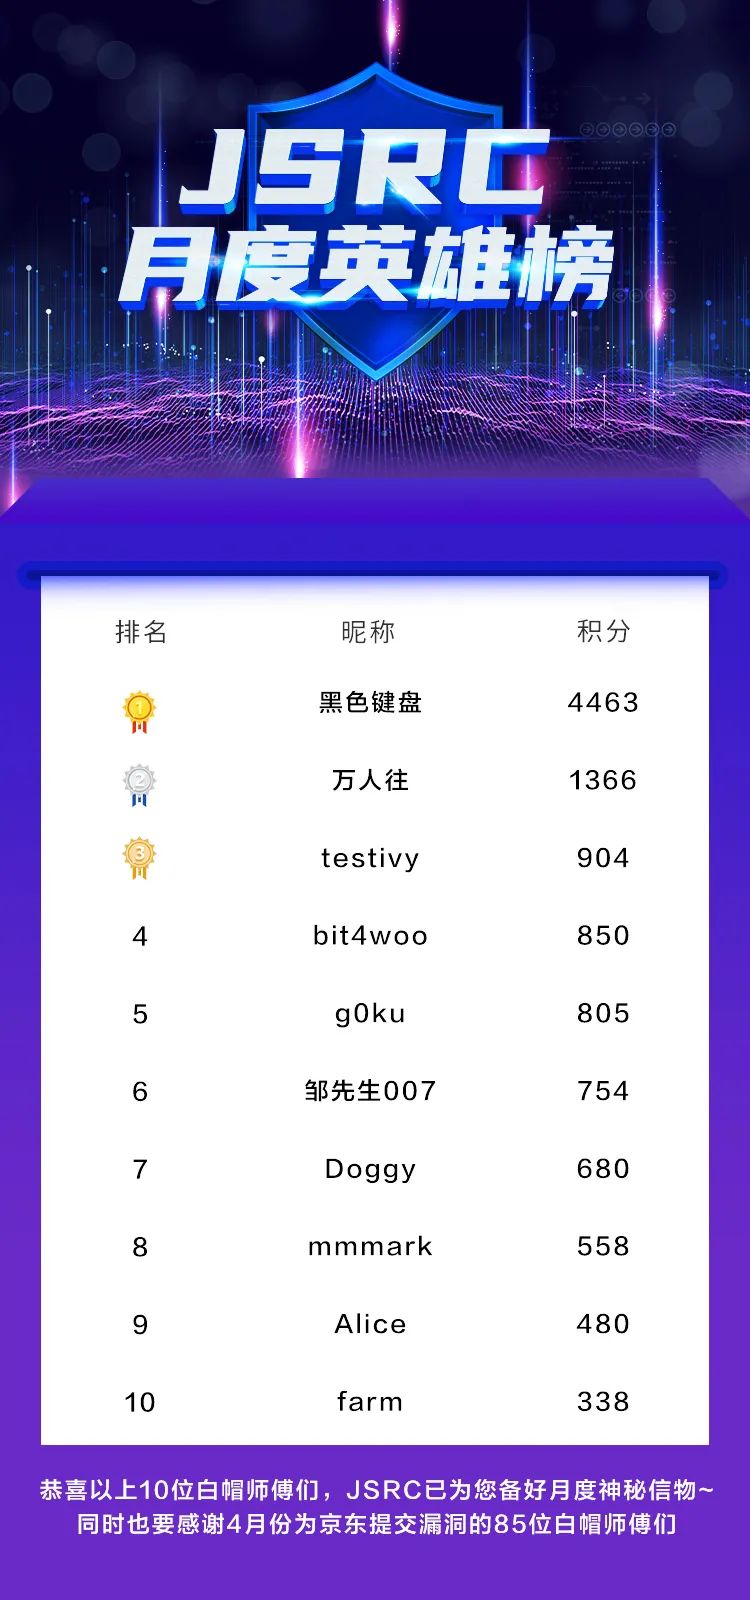 JSRC
月度英雄榜
排名 昵称 积分
1 黑色键盘 4463
2 万人往 1366
3 testivy 904
4 bit4woo 850
5 g0ku 805
6 邹先生007 754
7 Doggy 680
8 mmmark 558
9 Alice 480
10 farm 338
恭喜以上10位白帽师傅们，JSRC已为您备好月度神秘信物~
同时也要感谢4月份为京东提交漏洞的85位白帽师傅们